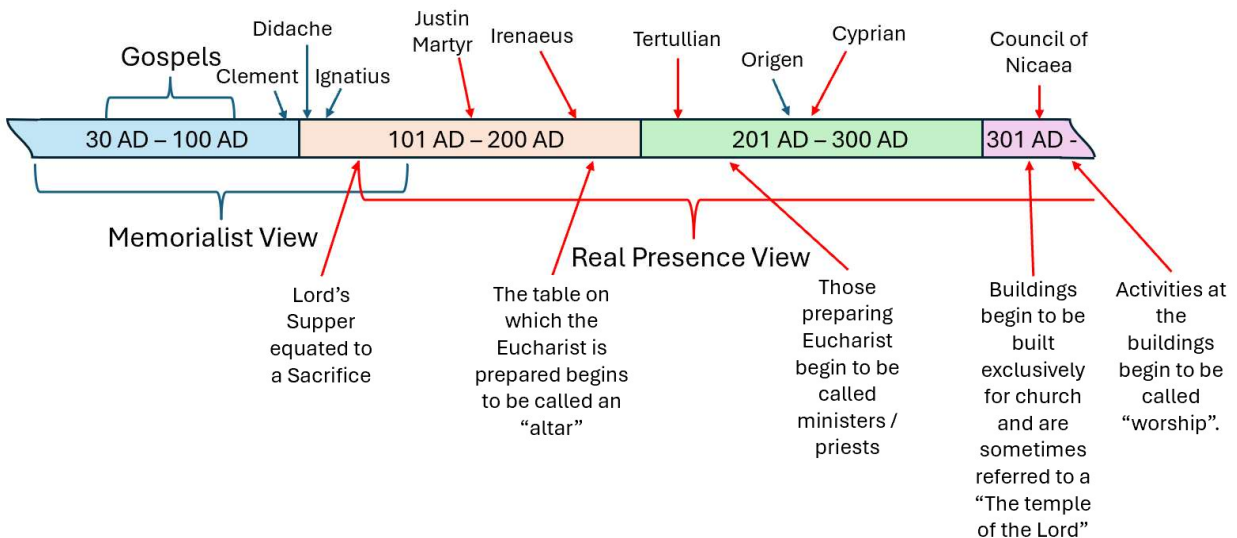 Gospels
Clement
Didache
Ignatius
Justin
Martyr
Irenaeus
Tertullian
Origen
Cyprian
Council of
Nicaea
30 AD – 100 AD
101 AD – 200 AD
201 AD – 300 AD
301 AD -
Memorialist View
Real Presence View
Lord’s
Supper
equated to
a Sacrifice
The table on
which the
Eucharist is
prepared begins
to be called an
“altar”
Those
preparing
Eucharist
begin to be
called
ministers /
priests
Buildings
begin to be
built
exclusively
for church
and are
sometimes
referred to a
“The temple
of the Lord”
Activities at
the
buildings
begin to be
called
“worship”.